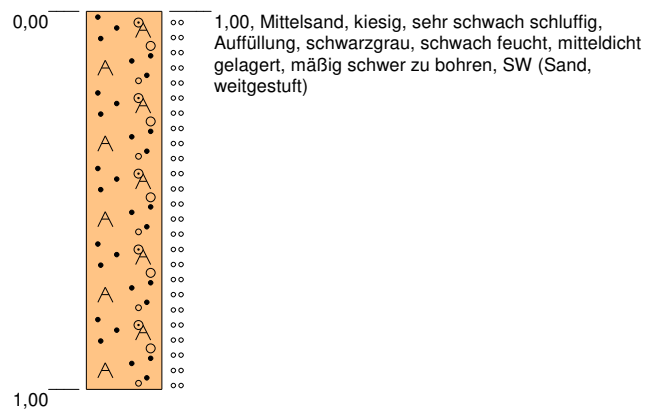 0,00
1,00, Mittelsand, kiesig, sehr schwach schluffig,
Auffüllung, schwarzgrau, schwach feucht, mitteldicht
gelagert, mäßig schwer zu bohren, SW (Sand,
weitgestuft)
A A
A A
A A
A A
A A
1,00